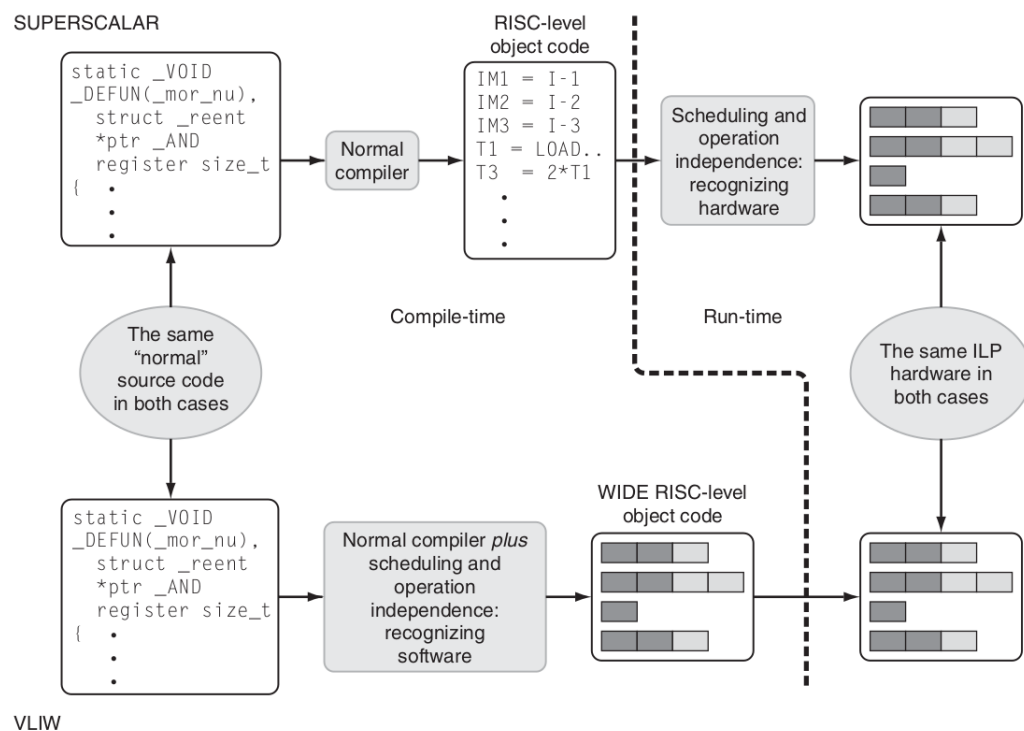 SUPERSCALAR
static _VOID
_DEFUN(_mor_nu),
struct _reent
*ptr _AND
register size_t
{
Normal
compiler
RISC-level
object code
IM1 = I-1
IM2 = I-2
IM3 = I-3
T1 = LOAD..
T3 = 2*T1
Scheduling and
operation
independence:
recognizing
hardware
Compile-time
Run-time
The same
“normal”
source code
in both cases
The same ILP
hardware in
both cases
static _VOID
_DEFUN(_mor_nu),
struct _reent
*ptr _AND
register size_t
{
Normal compiler plus
scheduling and
operation
independence:
recognizing
software
WIDE RISC-level
object code
VLIW